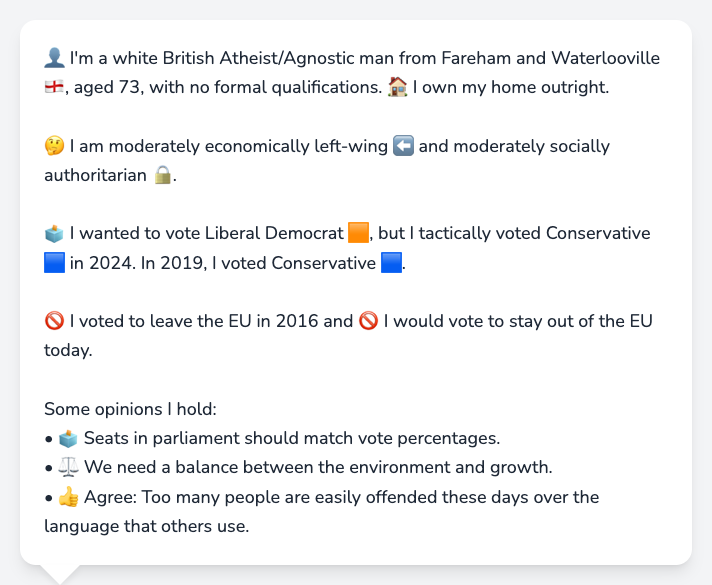 👤 I'm a white British Atheist/Agnostic man from Fareham and Waterlooville
🏴󠁧󠁢󠁥󠁮󠁧󠁿, aged 73, with no formal qualifications. 🏠 I own my home outright.
🤔 I am moderately economically left-wing ⬅️ and moderately socially
authoritarian 🔒.
🗳️ I wanted to vote Liberal Democrat 🟧, but I tactically voted Conservative
🟦 in 2024. In 2019, I voted Conservative 🟦.
🚫 I voted to leave the EU in 2016 and 🚫 I would vote to stay out of the EU
today.
Some opinions I hold:
• 🗳️ Seats in parliament should match vote percentages.
• ⚖️ We need a balance between the environment and growth.
• 👍 Agree: Too many people are easily offended these days over the
language that others use.